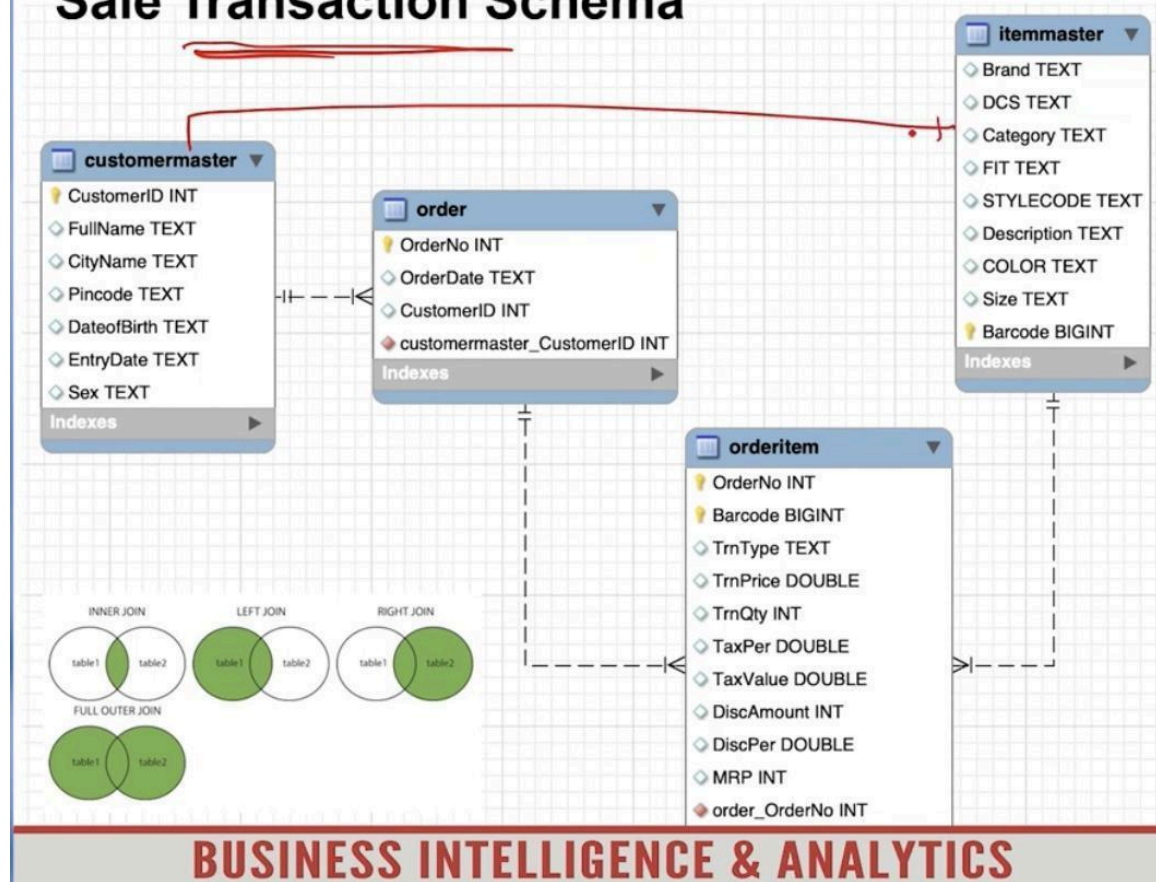 Sale Transaction Schema
customermaster
CustomerID INT
FullName TEXT
CityName TEXT
Pincode TEXT
DateofBirth TEXT
EntryDate TEXT
Sex TEXT
Indexes
order
OrderNo INT
OrderDate TEXT
CustomerID INT
customermaster_CustomerID INT
Indexes
itemmaster
Brand TEXT
DCS TEXT
Category TEXT
FIT TEXT
STYLECODE TEXT
Description TEXT
COLOR TEXT
Size TEXT
Barcode BIGINT
Indexes
orderitem
OrderNo INT
Barcode BIGINT
TrnType TEXT
TrnPrice DOUBLE
TrnQty INT
TaxPer DOUBLE
TaxValue DOUBLE
DiscAmount INT
DiscPer DOUBLE
MRP INT
order_OrderNo INT
INNER JOIN
table1 table2
LEFT JOIN
table1 table2
RIGHT JOIN
table1 table2
FULL OUTER JOIN
table1 table2
BUSINESS INTELLIGENCE & ANALYTICS